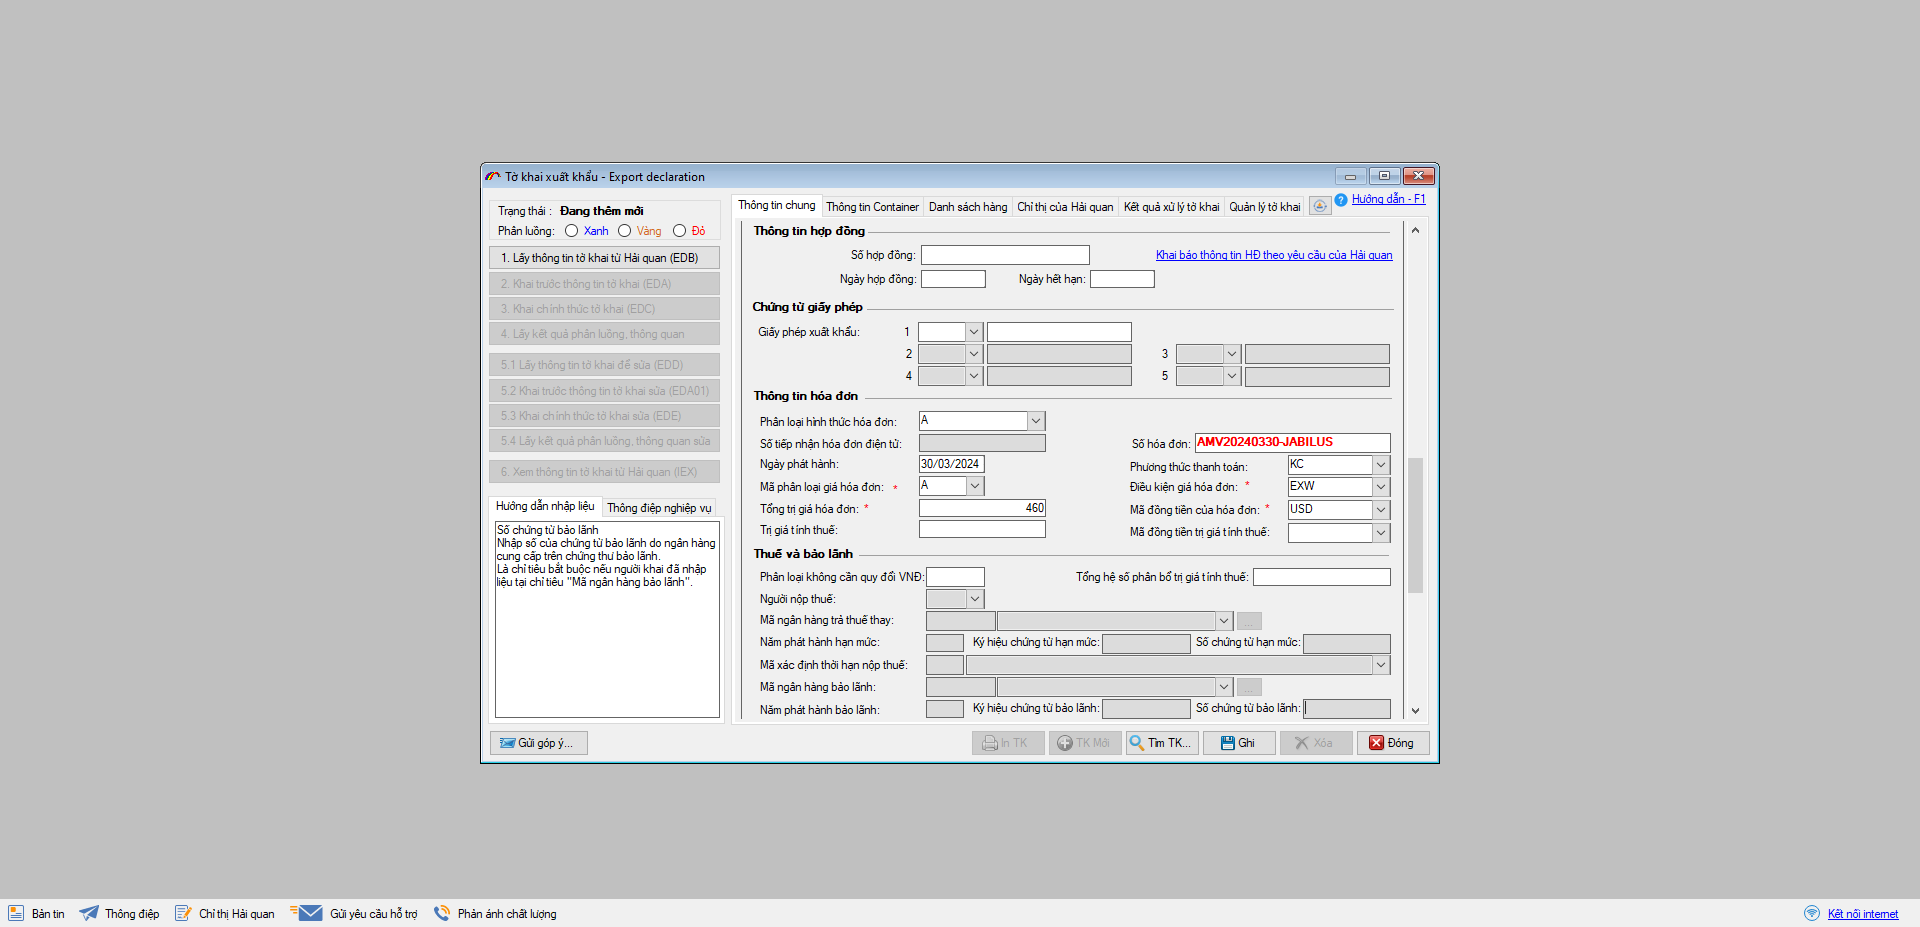 Tờ khai xuất khẩu - Export declaration
Trạng thái : Đang thêm mới
Phân luồng: Xanh Vàng Đỏ
1. Lấy thông tin tờ khai từ Hải quan (EDB)
2. Khai trước thông tin tờ khai (EDA)
3. Khai chính thức tờ khai (EDC)
4. Lấy kết quả phân luồng, thông quan
5.1 Lấy thông tin tờ khai để sửa (EDD)
5.2 Khai trước thông tin tờ khai sửa (EDA01)
5.3 Khai chính thức tờ khai sửa (EDE)
5.4 Lấy kết quả phân luồng, thông quan sửa
6. Xem thông tin tờ khai từ Hải quan (IEX)
Hướng dẫn nhập liệu Thông điệp nghiệp vụ
Số chứng từ bảo lãnh
Nhập số của chứng từ bảo lãnh do ngân hàng
cung cấp trên chứng thư bảo lãnh.
Là chỉ tiêu bắt buộc nếu người khai đã nhập
liệu tại chỉ tiêu "Mã ngân hàng bảo lãnh".
Thông tin chung Thông tin Container Danh sách hàng Chỉ thị của Hải quan Kết quả xử lý tờ khai Quản lý tờ khai ? Hướng dẫn - F1
Thông tin hợp đồng
Số hợp đồng: Khai báo thông tin HĐ theo yêu cầu của Hải quan
Ngày hợp đồng: Ngày hết hạn:
Chứng từ giấy phép
Giấy phép xuất khẩu: 1
2 3
4 5
Thông tin hóa đơn
Phân loại hình thức hóa đơn: A
Số tiếp nhận hóa đơn điện tử: Số hóa đơn: AMV20240330-JABILUS
Ngày phát hành: 30/03/2024 Phương thức thanh toán: KC
Mã phân loại giá hóa đơn: * A Điều kiện giá hóa đơn: * EXW
Tổng trị giá hóa đơn: * 460 Mã đồng tiền của hóa đơn: * USD
Trị giá tính thuế: Mã đồng tiền trị giá tính thuế:
Thuế và bảo lãnh
Phân loại không cần quy đổi VNĐ: Tổng hệ số phân bổ trị giá tính thuế:
Người nộp thuế:
Mã ngân hàng trả thuế thay: ...
Năm phát hành hạn mức: Ký hiệu chứng từ hạn mức: Số chứng từ hạn mức:
Mã xác định thời hạn nộp thuế:
Mã ngân hàng bảo lãnh: ...
Năm phát hành bảo lãnh: Ký hiệu chứng từ bảo lãnh: Số chứng từ bảo lãnh:
Gửi góp ý... In TK TK Mới Tìm TK... Ghi Xóa Đóng
Bản tin Thông điệp Chỉ thị Hải quan Gửi yêu cầu hỗ trợ Phản ánh chất lượng Kết nối internet